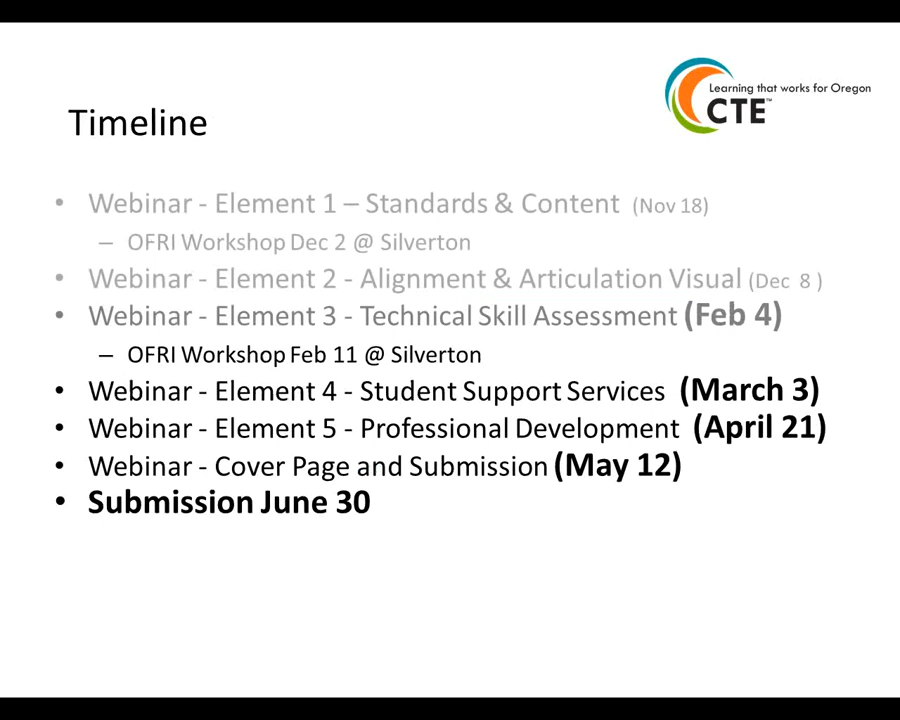 Learning that works for Oregon
CTE™
Timeline
• Webinar - Element 1 – Standards & Content (Nov 18)
– OFRI Workshop Dec 2 @ Silverton
• Webinar - Element 2 - Alignment & Articulation Visual (Dec 8 )
• Webinar - Element 3 - Technical Skill Assessment (Feb 4)
– OFRI Workshop Feb 11 @ Silverton
• Webinar - Element 4 - Student Support Services (March 3)
• Webinar - Element 5 - Professional Development (April 21)
• Webinar - Cover Page and Submission (May 12)
• Submission June 30